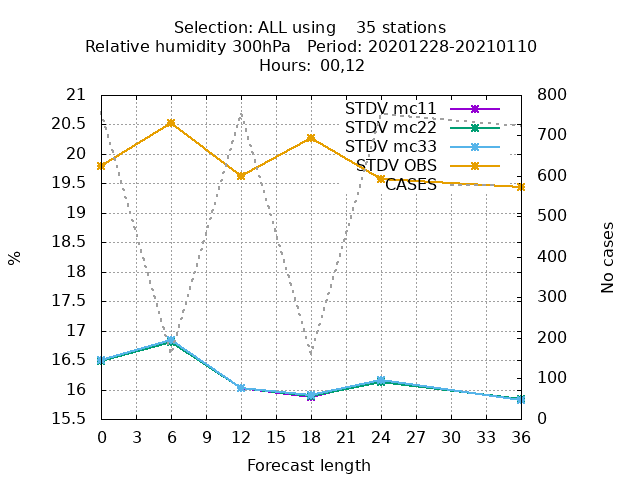 Selection: ALL using    35 stations
Relative humidity 300hPa   Period: 20201228-20210110
Hours:  00,12
STDV mc11
STDV mc22
STDV mc33
STDV OBS
CASES
21
20.5
20
19.5
19
18.5
18
17.5
17
16.5
16
15.5
%
800
700
600
500
400
300
200
100
0
No cases
0 3 6 9 12 15 18 21 24 27 30 33 36
Forecast length